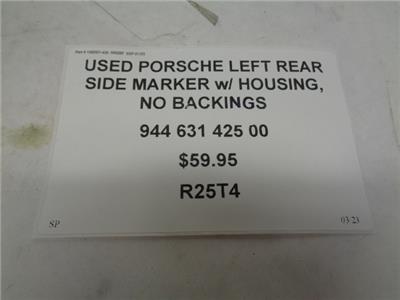 USED PORSCHE LEFT REAR
SIDE MARKER w/ HOUSING,
NO BACKINGS
944 631 425 00
$59.95
R25T4
SP
03:23